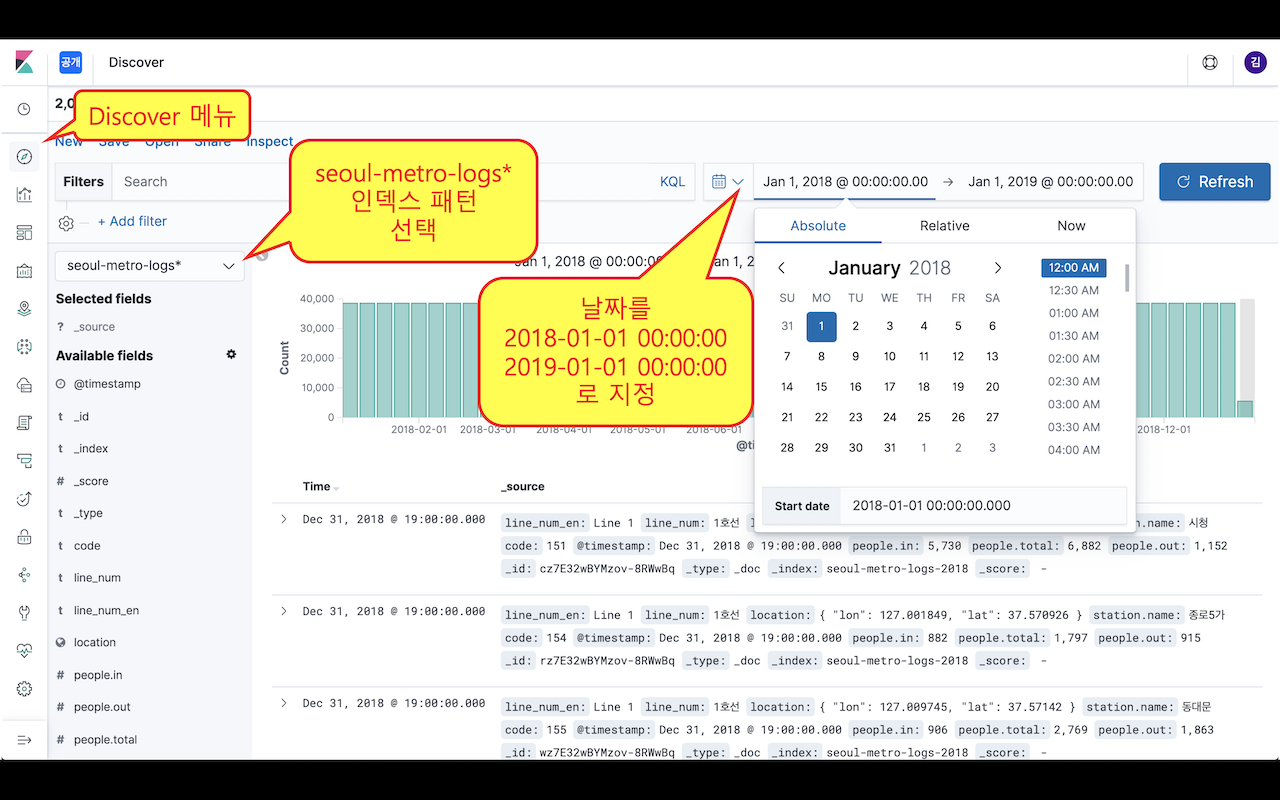 공개
Discover
김
2,0
Discover 메뉴
New Save Open Share Inspect
seoul-metro-logs*
인덱스 패턴
선택
Filters Search KQL
Jan 1, 2018 @ 00:00:00.00 → Jan 1, 2019 @ 00:00:00.00
Refresh
+ Add filter
Absolute Relative Now
seoul-metro-logs*
Jan 1, 2018 @ 00:00:00
January 2018
SU MO TU WE TH FR SA
31 1 2 3 4 5 6
7 8 9 10 11 12 13
14 15 16 17 18 19 20
21 22 23 24 25 26 27
28 29 30 31 1 2 3
12:00 AM
12:30 AM
01:00 AM
01:30 AM
02:00 AM
02:30 AM
03:00 AM
03:30 AM
04:00 AM
Start date 2018-01-01 00:00:00.000
날짜를
2018-01-01 00:00:00
2019-01-01 00:00:00
로 지정
Selected fields
? _source
Available fields
@timestamp
t _id
t _index
# _score
t _type
t code
t line_num
t line_num_en
location
# people.in
# people.out
# people.total
Count
40,000
30,000
20,000
10,000
0
2018-02-01 2018-03-01 2018-04-01 2018-05-01 2018-06-01 2018-12-01
Time _source
Dec 31, 2018 @ 19:00:00.000
line_num_en: Line 1 line_num: 1호선 station.name: 시청
code: 151 @timestamp: Dec 31, 2018 @ 19:00:00.000 people.in: 5,730 people.total: 6,882 people.out: 1,152
_id: cz7E32wBYMzov-8RWwBq _type: _doc _index: seoul-metro-logs-2018 _score: -
Dec 31, 2018 @ 19:00:00.000
line_num_en: Line 1 line_num: 1호선 location: { "lon": 127.001849, "lat": 37.570926 } station.name: 종로5가
code: 154 @timestamp: Dec 31, 2018 @ 19:00:00.000 people.in: 882 people.total: 1,797 people.out: 915
_id: rz7E32wBYMzov-8RWwBq _type: _doc _index: seoul-metro-logs-2018 _score: -
Dec 31, 2018 @ 19:00:00.000
line_num_en: Line 1 line_num: 1호선 location: { "lon": 127.009745, "lat": 37.57142 } station.name: 동대문
code: 155 @timestamp: Dec 31, 2018 @ 19:00:00.000 people.in: 906 people.total: 2,769 people.out: 1,863
_id: wz7E32wBYMzov-8RWwBq _type: _doc _index: seoul-metro-logs-2018 _score: -